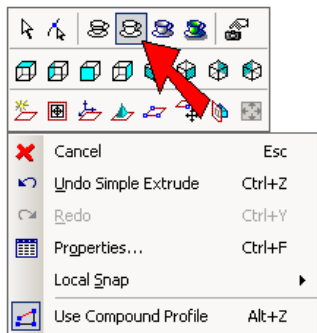 Cancel Esc
Undo Simple Extrude Ctrl+Z
Redo Ctrl+Y
Properties... Ctrl+F
Local Snap
Use Compound Profile Alt+Z